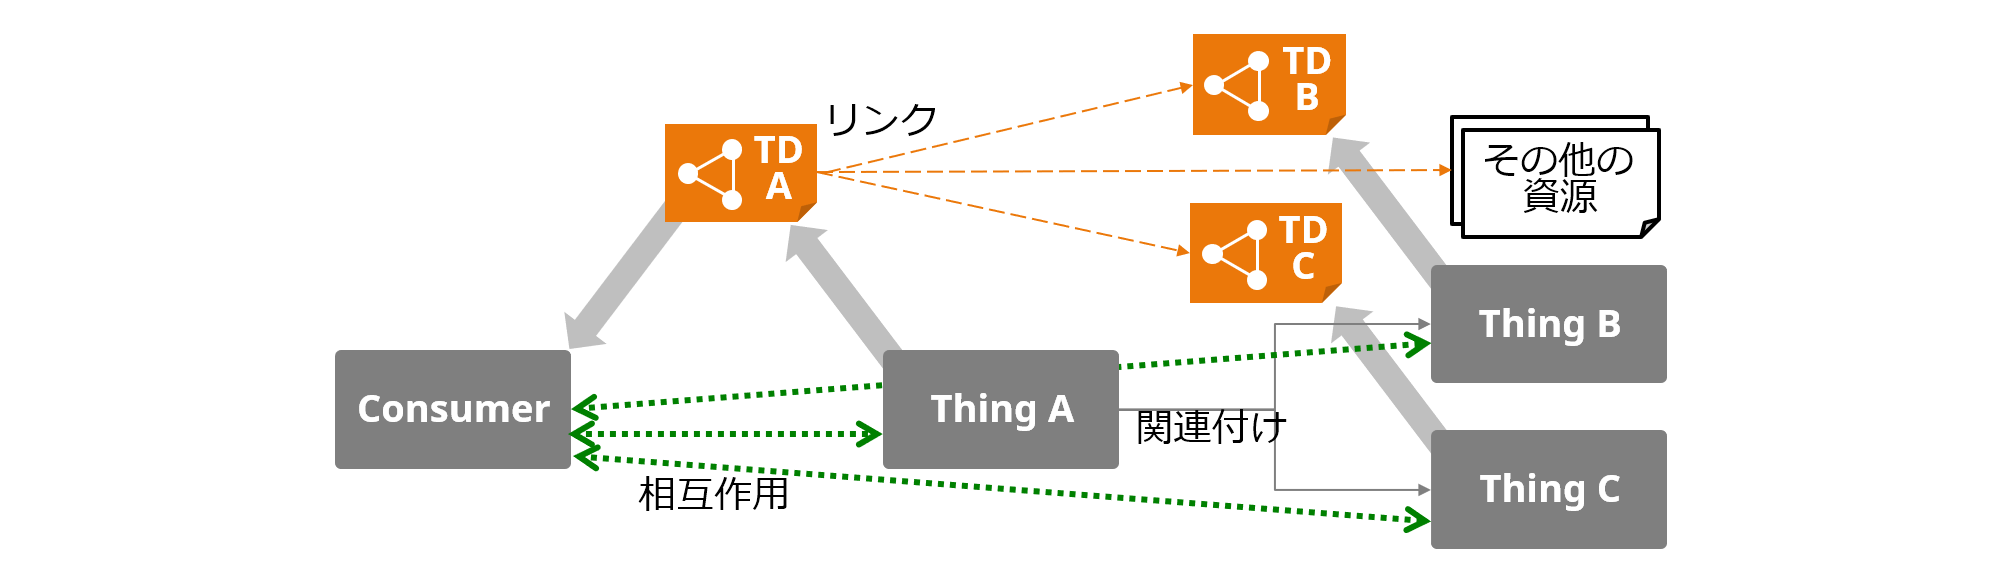 TD
B
リンク
TD
A
その他の
資源
TD
C
Thing B
Consumer
Thing A
関連付け
相互作用
Thing C